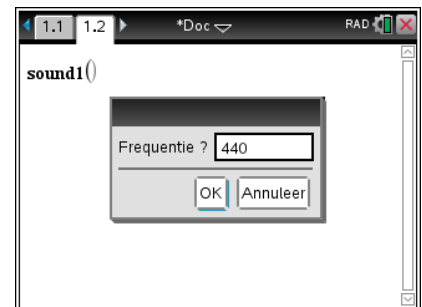 1.1 1.2 *Doc RAD
sound1()
Frequentie ? 440
OK Annuleer